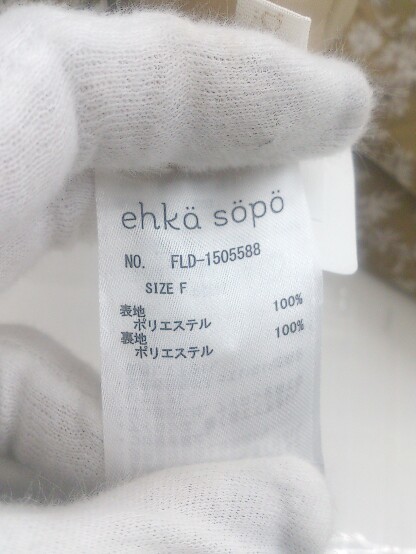 ehkä söpö
NO. FLD-1505588
SIZE F
表地 100%
ポリエステル
裏地 100%
ポリエステル